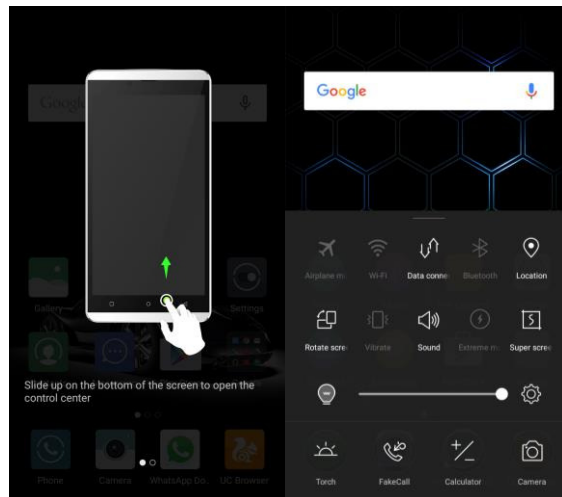 Google
Gallery
Settings
Slide up on the bottom of the screen to open the
control center
Phone
Camera
WhatsApp Do..
UC Browser
Google
Airplane m
Wi-Fi
Data conne
Bluetooth
Location
Rotate scre
Vibrate
Sound
Extreme m
Super scree
Torch
FakeCall
Calculator
Camera